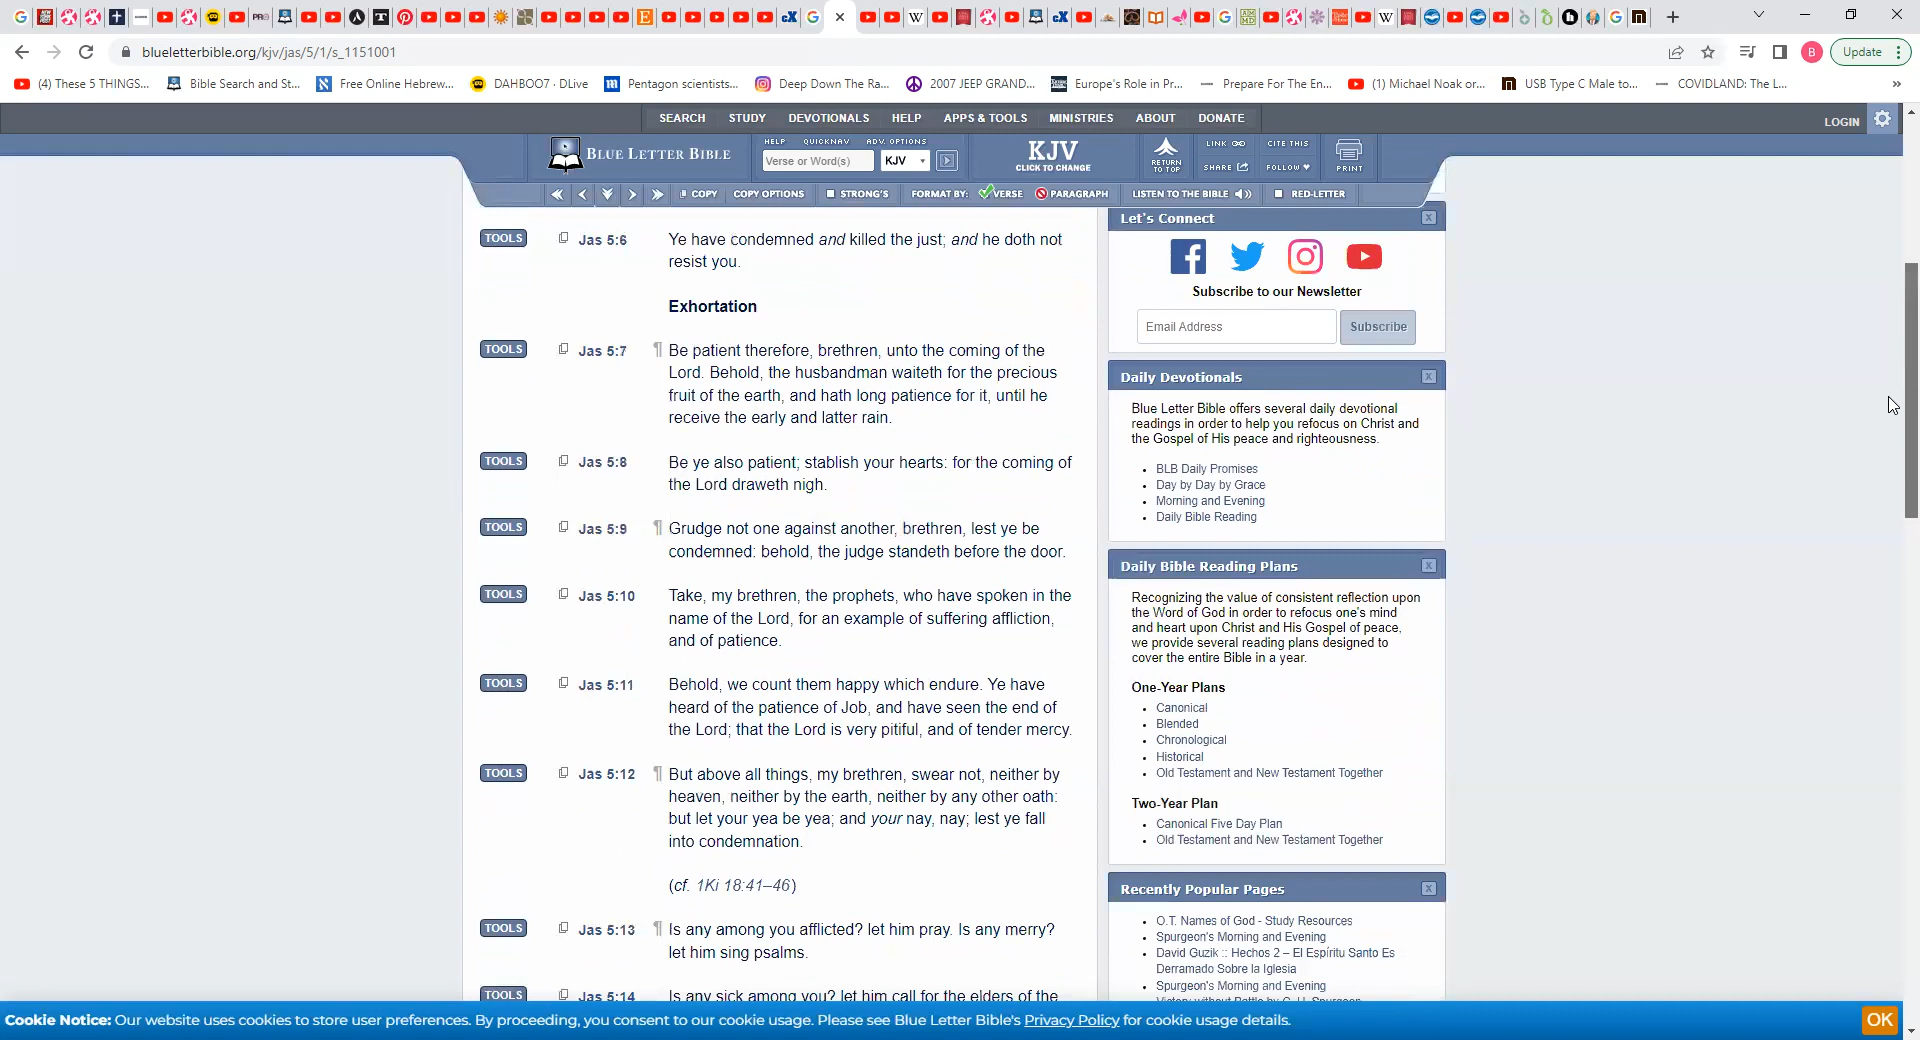 blueletterbible.org/kjv/jas/5/1/s_1151001
B
Update
(4) These 5 THINGS...
Bible Search and St...
Free Online Hebrew...
DAHBOO7 · DLive
Pentagon scientists...
Deep Down The Ra...
2007 JEEP GRAND...
Europe's Role in Pr...
Prepare For The En...
(1) Michael Noak or...
USB Type C Male to...
COVIDLAND: The L...
»
SEARCH STUDY DEVOTIONALS HELP APPS & TOOLS MINISTRIES ABOUT DONATE
LOGIN
BLUE LETTER BIBLE
HELP QUICKNAV ADV. OPTIONS
Verse or Word(s)
KJV
KJV
CLICK TO CHANGE
RETURN
TO TOP
LINK
CITE THIS
SHARE
FOLLOW
PRINT
COPY COPY OPTIONS STRONG'S FORMAT BY: VERSE PARAGRAPH LISTEN TO THE BIBLE RED-LETTER
TOOLS Jas 5:6 Ye have condemned and killed the just; and he doth not
resist you.
Exhortation
TOOLS Jas 5:7 ¶ Be patient therefore, brethren, unto the coming of the
Lord. Behold, the husbandman waiteth for the precious
fruit of the earth, and hath long patience for it, until he
receive the early and latter rain.
TOOLS Jas 5:8 Be ye also patient; stablish your hearts: for the coming of
the Lord draweth nigh.
TOOLS Jas 5:9 ¶ Grudge not one against another, brethren, lest ye be
condemned: behold, the judge standeth before the door.
TOOLS Jas 5:10 Take, my brethren, the prophets, who have spoken in the
name of the Lord, for an example of suffering affliction,
and of patience.
TOOLS Jas 5:11 Behold, we count them happy which endure. Ye have
heard of the patience of Job, and have seen the end of
the Lord; that the Lord is very pitiful, and of tender mercy.
TOOLS Jas 5:12 ¶ But above all things, my brethren, swear not, neither by
heaven, neither by the earth, neither by any other oath:
but let your yea be yea; and your nay, nay; lest ye fall
into condemnation.
(cf. 1Ki 18:41–46)
TOOLS Jas 5:13 ¶ Is any among you afflicted? let him pray. Is any merry?
let him sing psalms.
TOOLS Jas 5:14 Is any sick among you? let him call for the elders of the
Let's Connect
Subscribe to our Newsletter
Email Address
Subscribe
Daily Devotionals
Blue Letter Bible offers several daily devotional
readings in order to help you refocus on Christ and
the Gospel of His peace and righteousness.
BLB Daily Promises
Day by Day by Grace
Morning and Evening
Daily Bible Reading
Daily Bible Reading Plans
Recognizing the value of consistent reflection upon
the Word of God in order to refocus one's mind
and heart upon Christ and His Gospel of peace,
we provide several reading plans designed to
cover the entire Bible in a year.
One-Year Plans
Canonical
Blended
Chronological
Historical
Old Testament and New Testament Together
Two-Year Plan
Canonical Five Day Plan
Old Testament and New Testament Together
Recently Popular Pages
O.T. Names of God - Study Resources
Spurgeon's Morning and Evening
David Guzik :: Hechos 2 – El Espíritu Santo Es
Derramado Sobre la Iglesia
Spurgeon's Morning and Evening
Cookie Notice: Our website uses cookies to store user preferences. By proceeding, you consent to our cookie usage. Please see Blue Letter Bible's Privacy Policy for cookie usage details.
OK